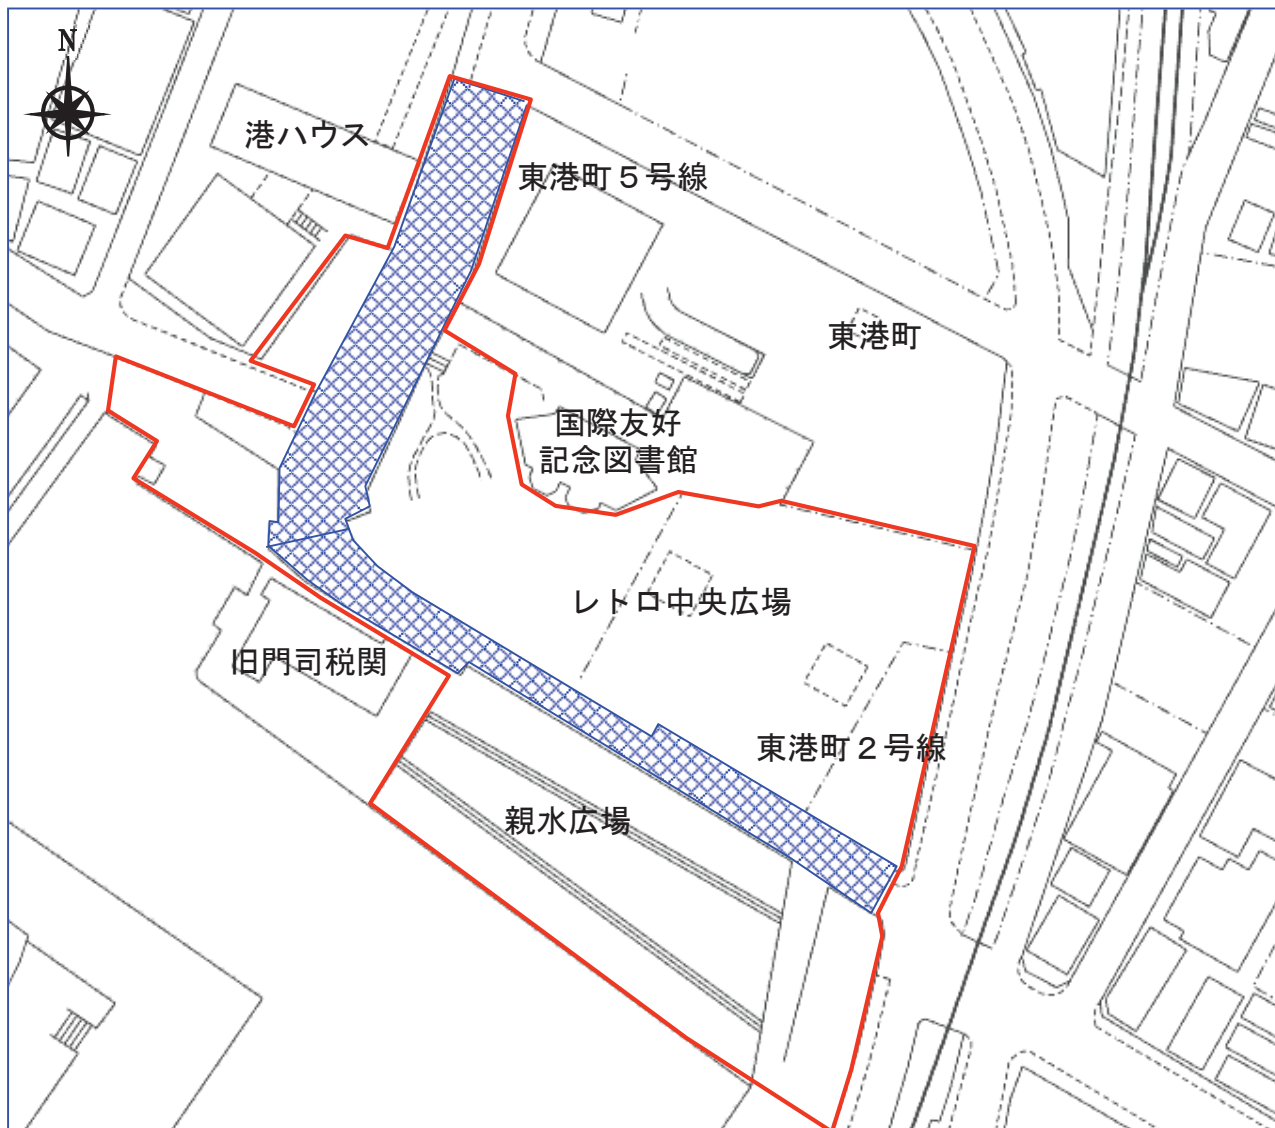 N
港ハウス
東港町５号線
東港町
国際友好
記念図書館
レトロ中央広場
旧門司税関
東港町２号線
親水広場